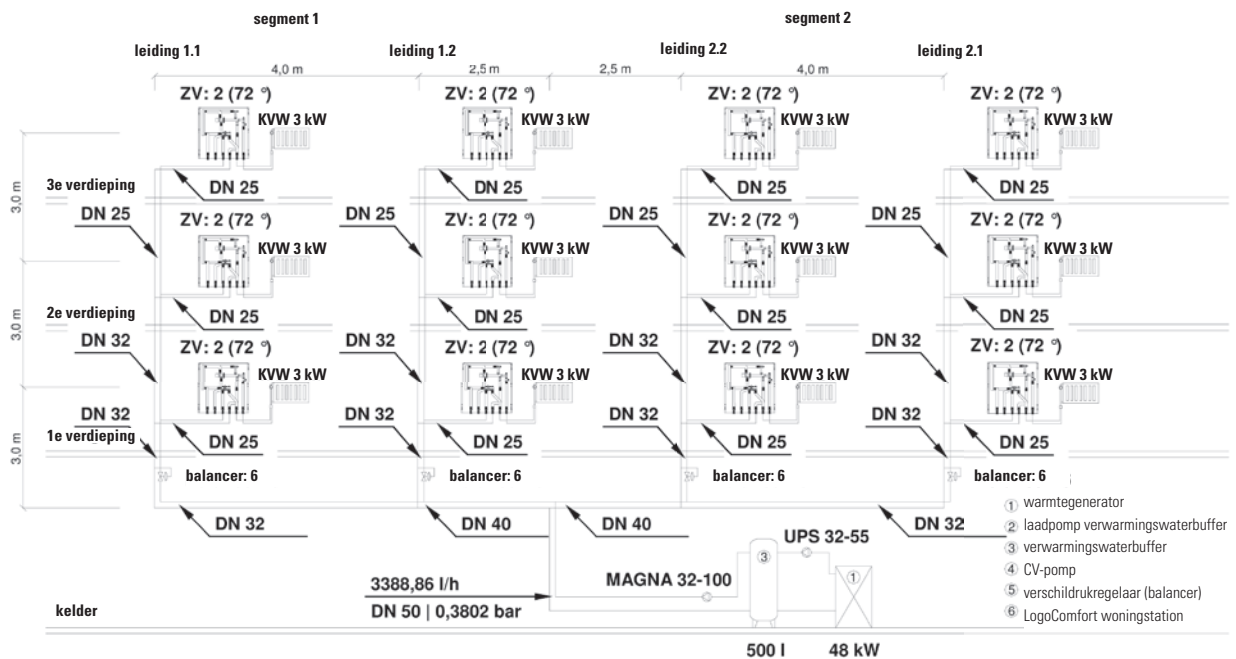 segment 1
segment 2
leiding 1.1
leiding 1.2
leiding 2.2
leiding 2.1
4,0 m
2,5 m
2,5 m
4,0 m
ZV: 2 (72 °)
ZV: 2 (72 °)
ZV: 2 (72 °)
ZV: 2 (72 °)
KVW 3 kW
KVW 3 kW
KVW 3 kW
KVW 3 kW
3,0 m
3e verdieping
DN 25
DN 25
DN 25
DN 25
DN 25
DN 25
DN 25
DN 25
ZV: 2 (72 °)
ZV: 2 (72 °)
ZV: 2 (72 °)
ZV: 2 (72 °)
KVW 3 kW
KVW 3 kW
KVW 3 kW
KVW 3 kW
3,0 m
2e verdieping
DN 25
DN 25
DN 25
DN 25
DN 32
DN 32
DN 32
DN 32
ZV: 2 (72 °)
ZV: 2 (72 °)
ZV: 2 (72 °)
ZV: 2 (72 °)
KVW 3 kW
KVW 3 kW
KVW 3 kW
KVW 3 kW
3,0 m
DN 32
DN 32
DN 32
DN 32
1e verdieping
DN 25
DN 25
DN 25
DN 25
balancer: 6
balancer: 6
balancer: 6
balancer: 6
DN 32
DN 40
DN 40
DN 32
1 warmtegenerator
2 laadpomp verwarmingswaterbuffer
3 verwarmingswaterbuffer
4 CV-pomp
5 verschildrukregelaar (balancer)
6 LogoComfort woningstation
UPS 32-55
3
1
MAGNA 32-100
3388,86 l/h
DN 50 | 0,3802 bar
kelder
500 l
48 kW